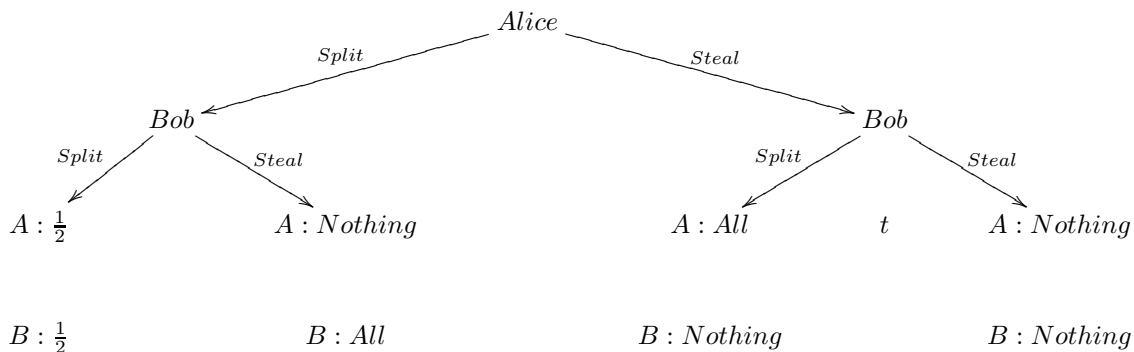 Alice
Split Steal
Bob Bob
Split Steal Split Steal
A : 1/2 A : Nothing A : All t A : Nothing
B : 1/2 B : All B : Nothing B : Nothing